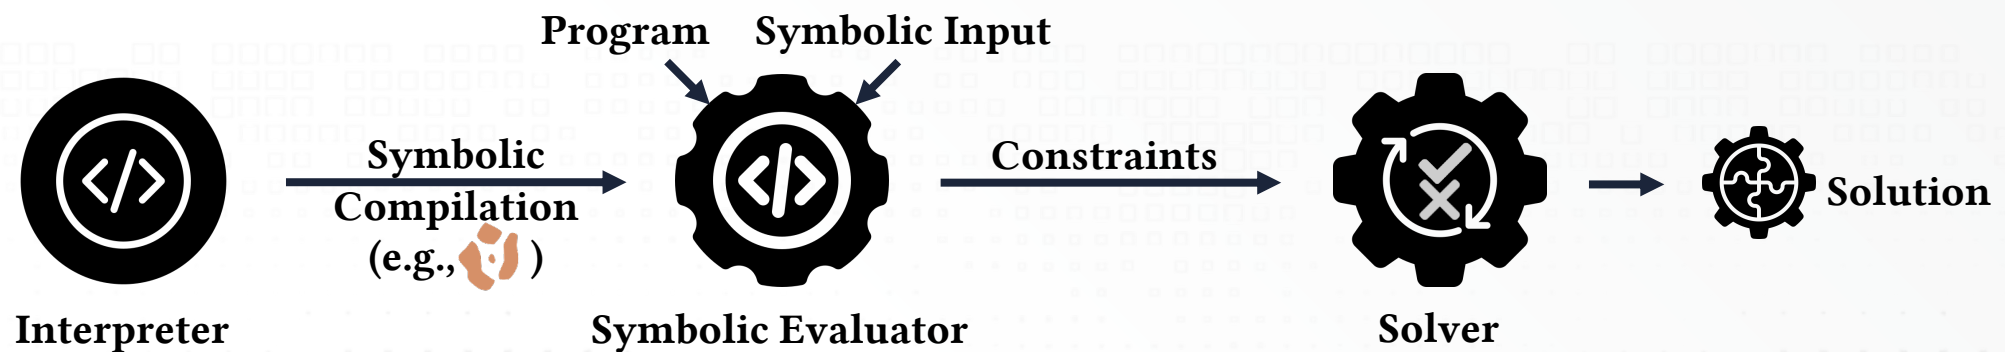 Program
Symbolic Input
Symbolic
Compilation
(e.g., )
Constraints
Solution
Interpreter
Symbolic Evaluator
Solver